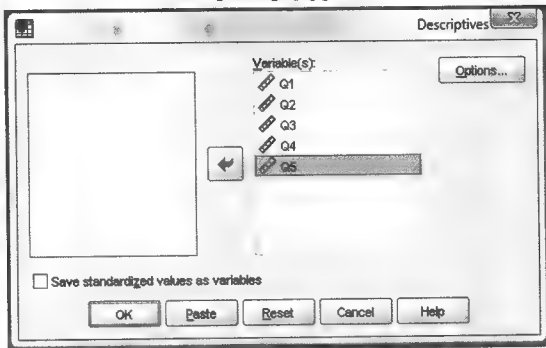 Descriptives
Variable(s):
Options...
Q1
Q2
Q3
Q4
Q5
Save standardized values as variables
OK
Paste
Reset
Cancel
Help